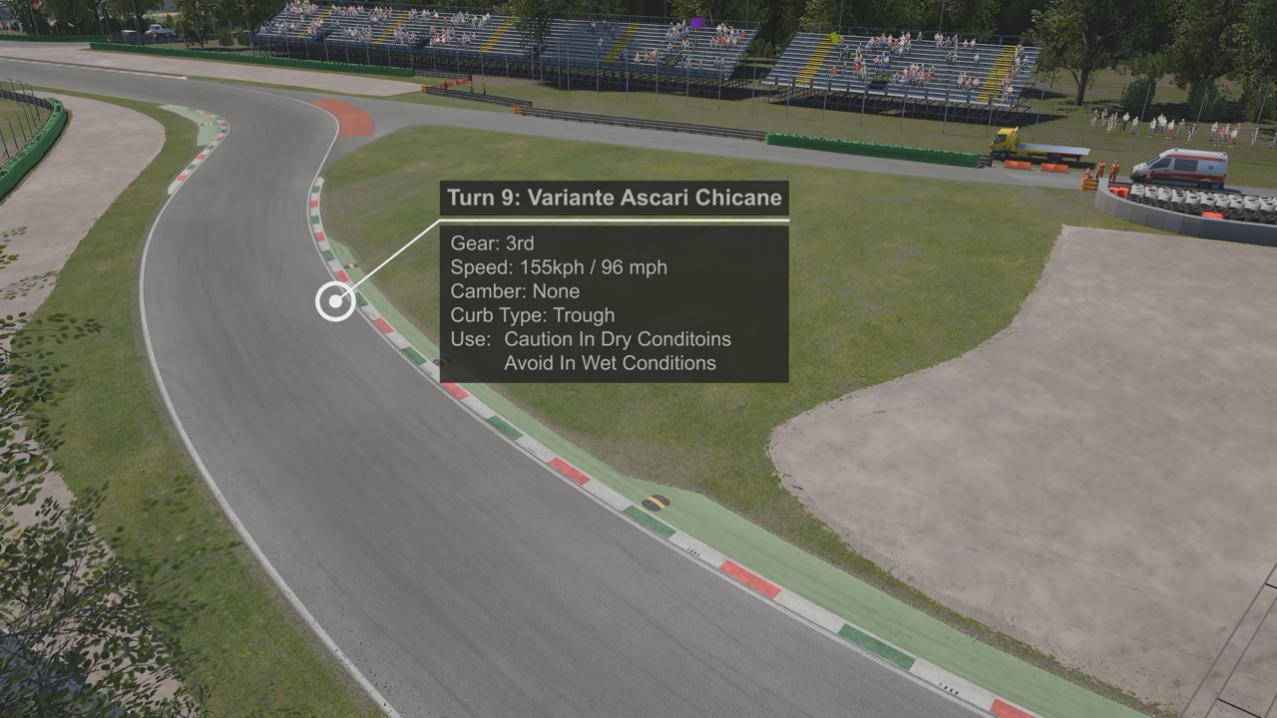 Turn 9: Variante Ascari Chicane
Gear: 3rd
Speed: 155kph / 96 mph
Camber: None
Curb Type: Trough
Use: Caution In Dry Conditoins
Avoid In Wet Conditions